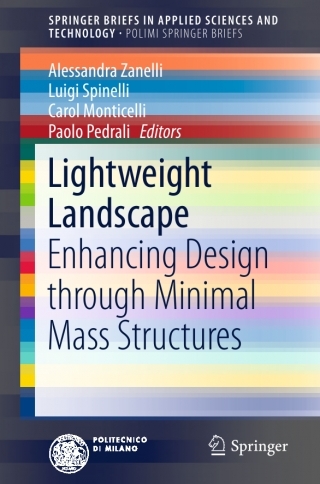 SPRINGER BRIEFS IN APPLIED SCIENCES AND
TECHNOLOGY · POLIMI SPRINGER BRIEFS
Alessandra Zanelli
Luigi Spinelli
Carol Monticelli
Paolo Pedrali Editors
Lightweight
Landscape
Enhancing Design
through Minimal
Mass Structures
POLITECNICO
DI MILANO
Springer